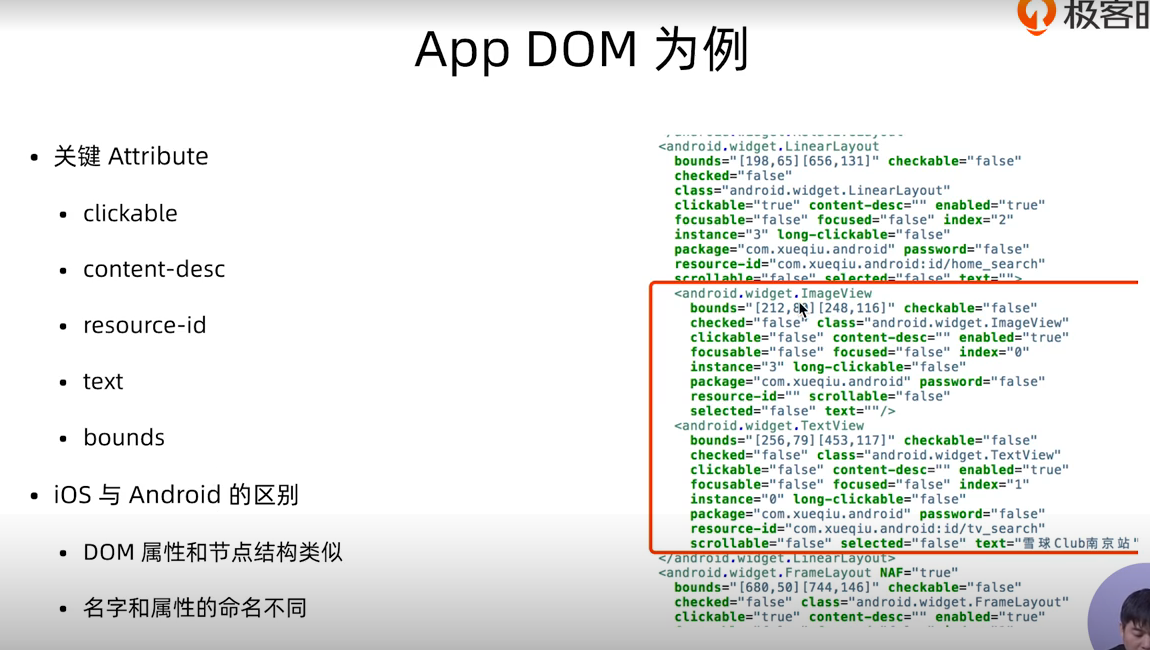 极客时
App DOM 为例
• 关键 Attribute
• clickable
• content-desc
• resource-id
• text
• bounds
• iOS 与 Android 的区别
• DOM 属性和节点结构类似
• 名字和属性的命名不同
<android.widget.LinearLayout
bounds="[198,65][656,131]" checkable="false"
checked="false"
class="android.widget.LinearLayout"
clickable="true" content-desc="" enabled="true"
focusable="false" focused="false" index="2"
instance="3" long-clickable="false"
package="com.xueqiu.android" password="false"
resource-id="com.xueqiu.android:id/home_search"
scrollable="false" selected="false" text="">
<android.widget.ImageView
bounds="[212,][248,116]" checkable="false"
checked="false" class="android.widget.ImageView"
clickable="false" content-desc="" enabled="true"
focusable="false" focused="false" index="0"
instance="3" long-clickable="false"
package="com.xueqiu.android" password="false"
resource-id="" scrollable="false"
selected="false" text=""/>
<android.widget.TextView
bounds="[256,79][453,117]" checkable="false"
checked="false" class="android.widget.TextView"
clickable="false" content-desc="" enabled="true"
focusable="false" focused="false" index="1"
instance="0" long-clickable="false"
package="com.xueqiu.android" password="false"
resource-id="com.xueqiu.android:id/tv_search"
scrollable="false" selected="false" text="雪球Club南京站"
</android.widget.LinearLayout>
<android.widget.FrameLayout NAF="true"
bounds="[680,50][744,146]" checkable="false"
checked="false" class="android.widget.FrameLayout"
clickable="true" content-desc="" enabled="true"